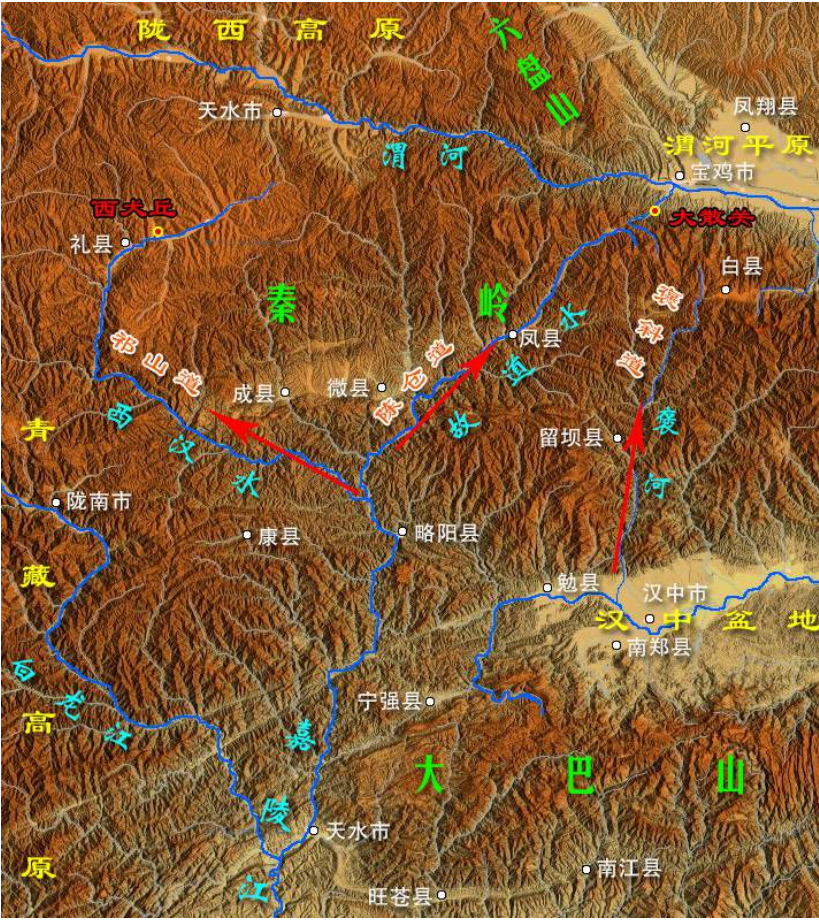 陇西高原
六盘山
天水市
凤翔县
渭河平原
渭河
宝鸡市
西犬丘
大散关
礼县
白县
秦岭
褒斜道
祁山道
凤县
陈仓道
故道水
成县
微县
西汉水
留坝县
褒河
青藏高原
陇南市
康县
略阳县
勉县
汉中市
汉中盆地
南郑县
白龙江
宁强县
嘉陵江
大巴山
天水市
南江县
旺苍县